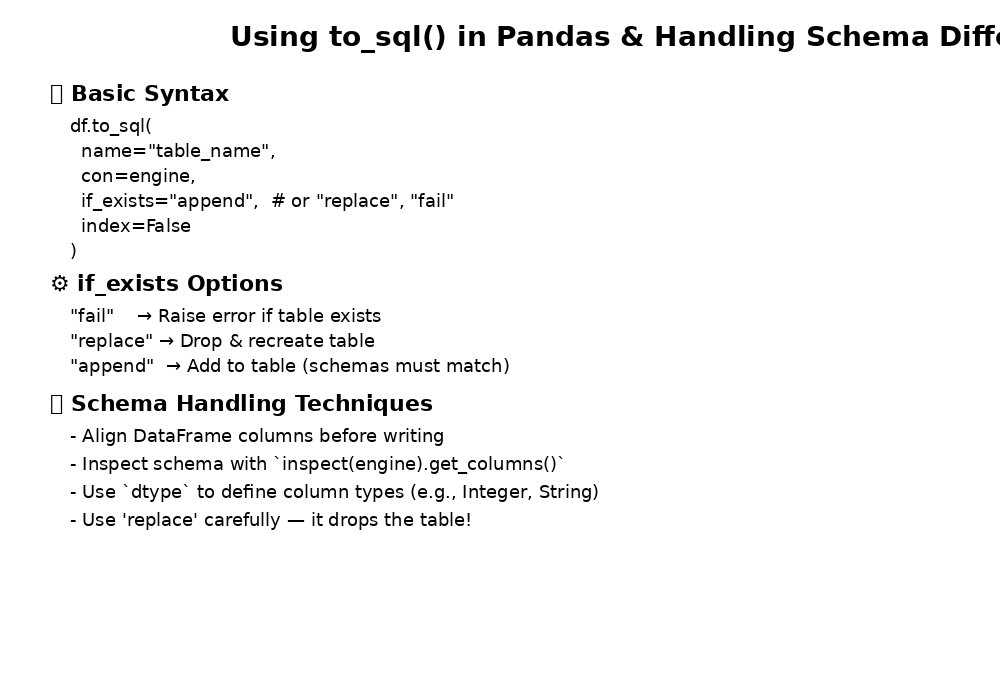 Using to_sql() in Pandas & Handling Schema
Basic Syntax
df.to_sql(
name="table_name",
con=engine,
if_exists="append",  # or "replace", "fail"
index=False
)
⚙ if_exists Options
"fail"    → Raise error if table exists
"replace" → Drop & recreate table
"append"  → Add to table (schemas must match)
Schema Handling Techniques
- Align DataFrame columns before writing
- Inspect schema with `inspect(engine).get_columns()`
- Use `dtype` to define column types (e.g., Integer, String)
- Use 'replace' carefully — it drops the table!